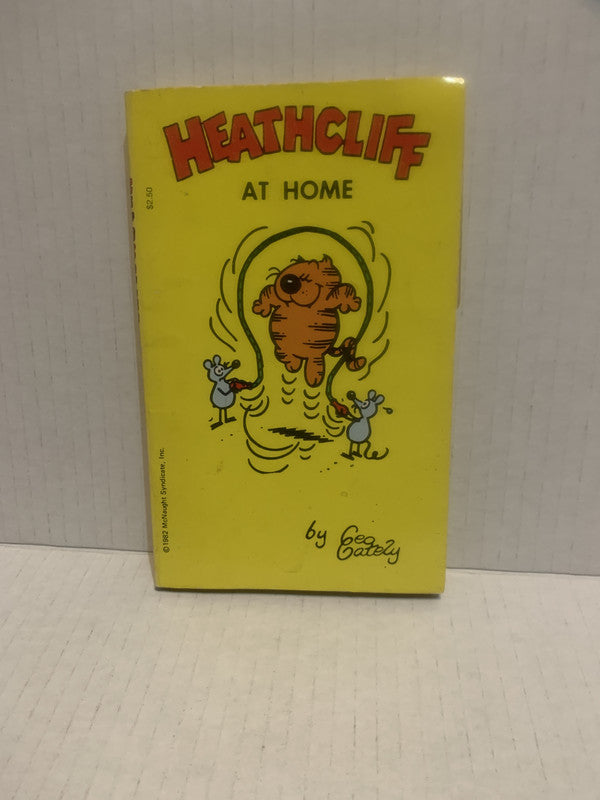 HEATHCLIFF
AT HOME
$2.50
© 1982 McNaught Syndicate, Inc.
by Geo
Gately